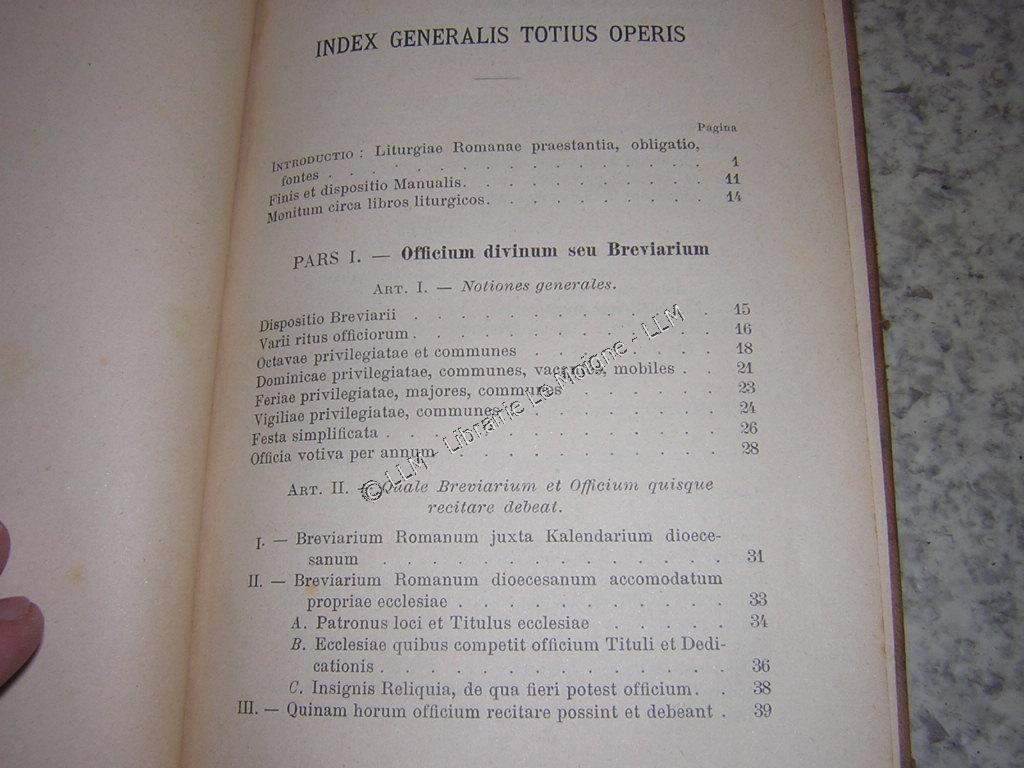 INDEX GENERALIS TOTIUS OPERIS
Pagina
INTRODUCTIO : Liturgiae Romanae praestantia, obligatio,
fontes . . . . . . . . . . . . 1
Finis et dispositio Manualis. . . . . . . . . . 11
Monitum circa libros liturgicos. . . . . . . . . 14
PARS I. — Officium divinum seu Breviarium
ART. I. — Notiones generales.
Dispositio Breviarii . . . . . . . . . . . 15
Varii ritus officiorum . . . . . . . . . . . 16
Octavae privilegiatae et communes . . . . . . . 18
Dominicae privilegiatae, communes, vacantes, mobiles . . 21
Feriae privilegiatae, majores, communes . . . . . 23
Vigiliae privilegiatae, communes . . . . . . . . 24
Festa simplificata . . . . . . . . . . . . 26
Officia votiva per annum . . . . . . . . . . 28
ART. II. — Quale Breviarium et Officium quisque
recitare debeat.
I. — Breviarium Romanum juxta Kalendarium dioece-
sanum . . . . . . . . . . . . 31
II. — Breviarium Romanum dioecesanum accomodatum
propriae ecclesiae . . . . . . . . . . 33
A. Patronus loci et Titulus ecclesiae . . . . . 34
B. Ecclesiae quibus competit officium Tituli et Dedi-
cationis . . . . . . . . . . . . 36
C. Insignis Reliquia, de qua fieri potest officium. . 38
III. — Quinam horum officium recitare possint et debeant . 39
© LLM - Librairie Le Moigne - LLM